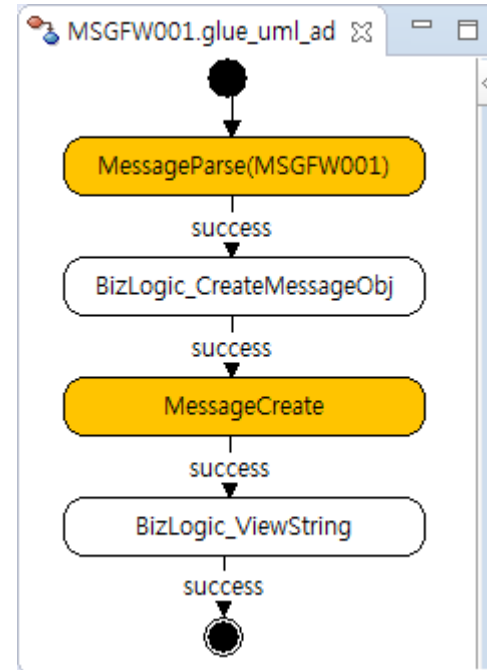 MSGFW001.glue_uml_ad
MessageParse(MSGFW001)
success
BizLogic_CreateMessageObj
success
MessageCreate
success
BizLogic_ViewString
success